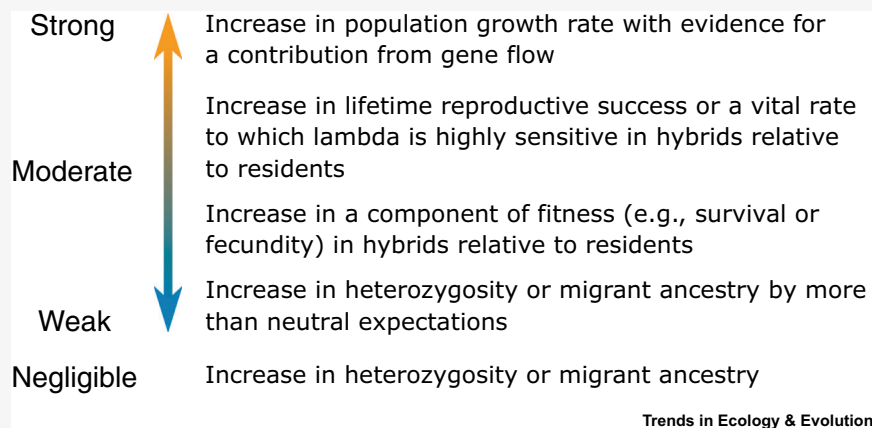 Strong
Increase in population growth rate with evidence for
a contribution from gene flow
Increase in lifetime reproductive success or a vital rate
to which lambda is highly sensitive in hybrids relative
to residents
Moderate
Increase in a component of fitness (e.g., survival or
fecundity) in hybrids relative to residents
Increase in heterozygosity or migrant ancestry by more
than neutral expectations
Weak
Negligible
Increase in heterozygosity or migrant ancestry
Trends in Ecology & Evolution